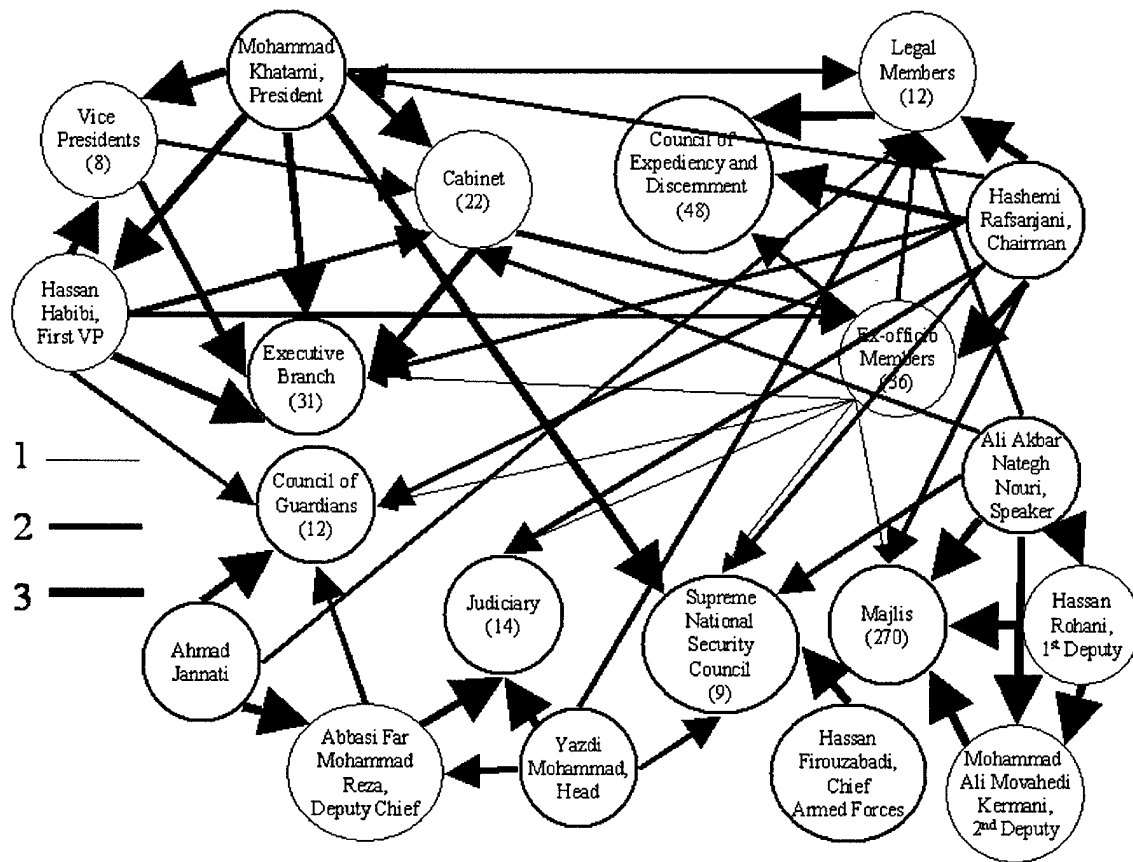 Mohammad
Khatami,
President
Legal
Members
(12)
Vice
Presidents
(8)
Council of
Expediency and
Discernment
(48)
Cabinet
(22)
Hashemi
Rafsanjani,
Chairman
Hassan
Habibi,
First VP
Executive
Branch
(31)
Ex-officio
Members
(36)
Ali Akbar
Nategh
Nouri,
Speaker
1
Council of
Guardians
(12)
2
3
Judiciary
(14)
Supreme
National
Security
Council
(9)
Majlis
(270)
Hassan
Rohani,
1st Deputy
Ahmad
Jannati
Abbasi Far
Mohammad
Reza,
Deputy Chief
Yazdi
Mohammad,
Head
Hassan
Firouzabadi,
Chief
Armed Forces
Mohammad
Ali Movahedi
Kermani,
2nd Deputy